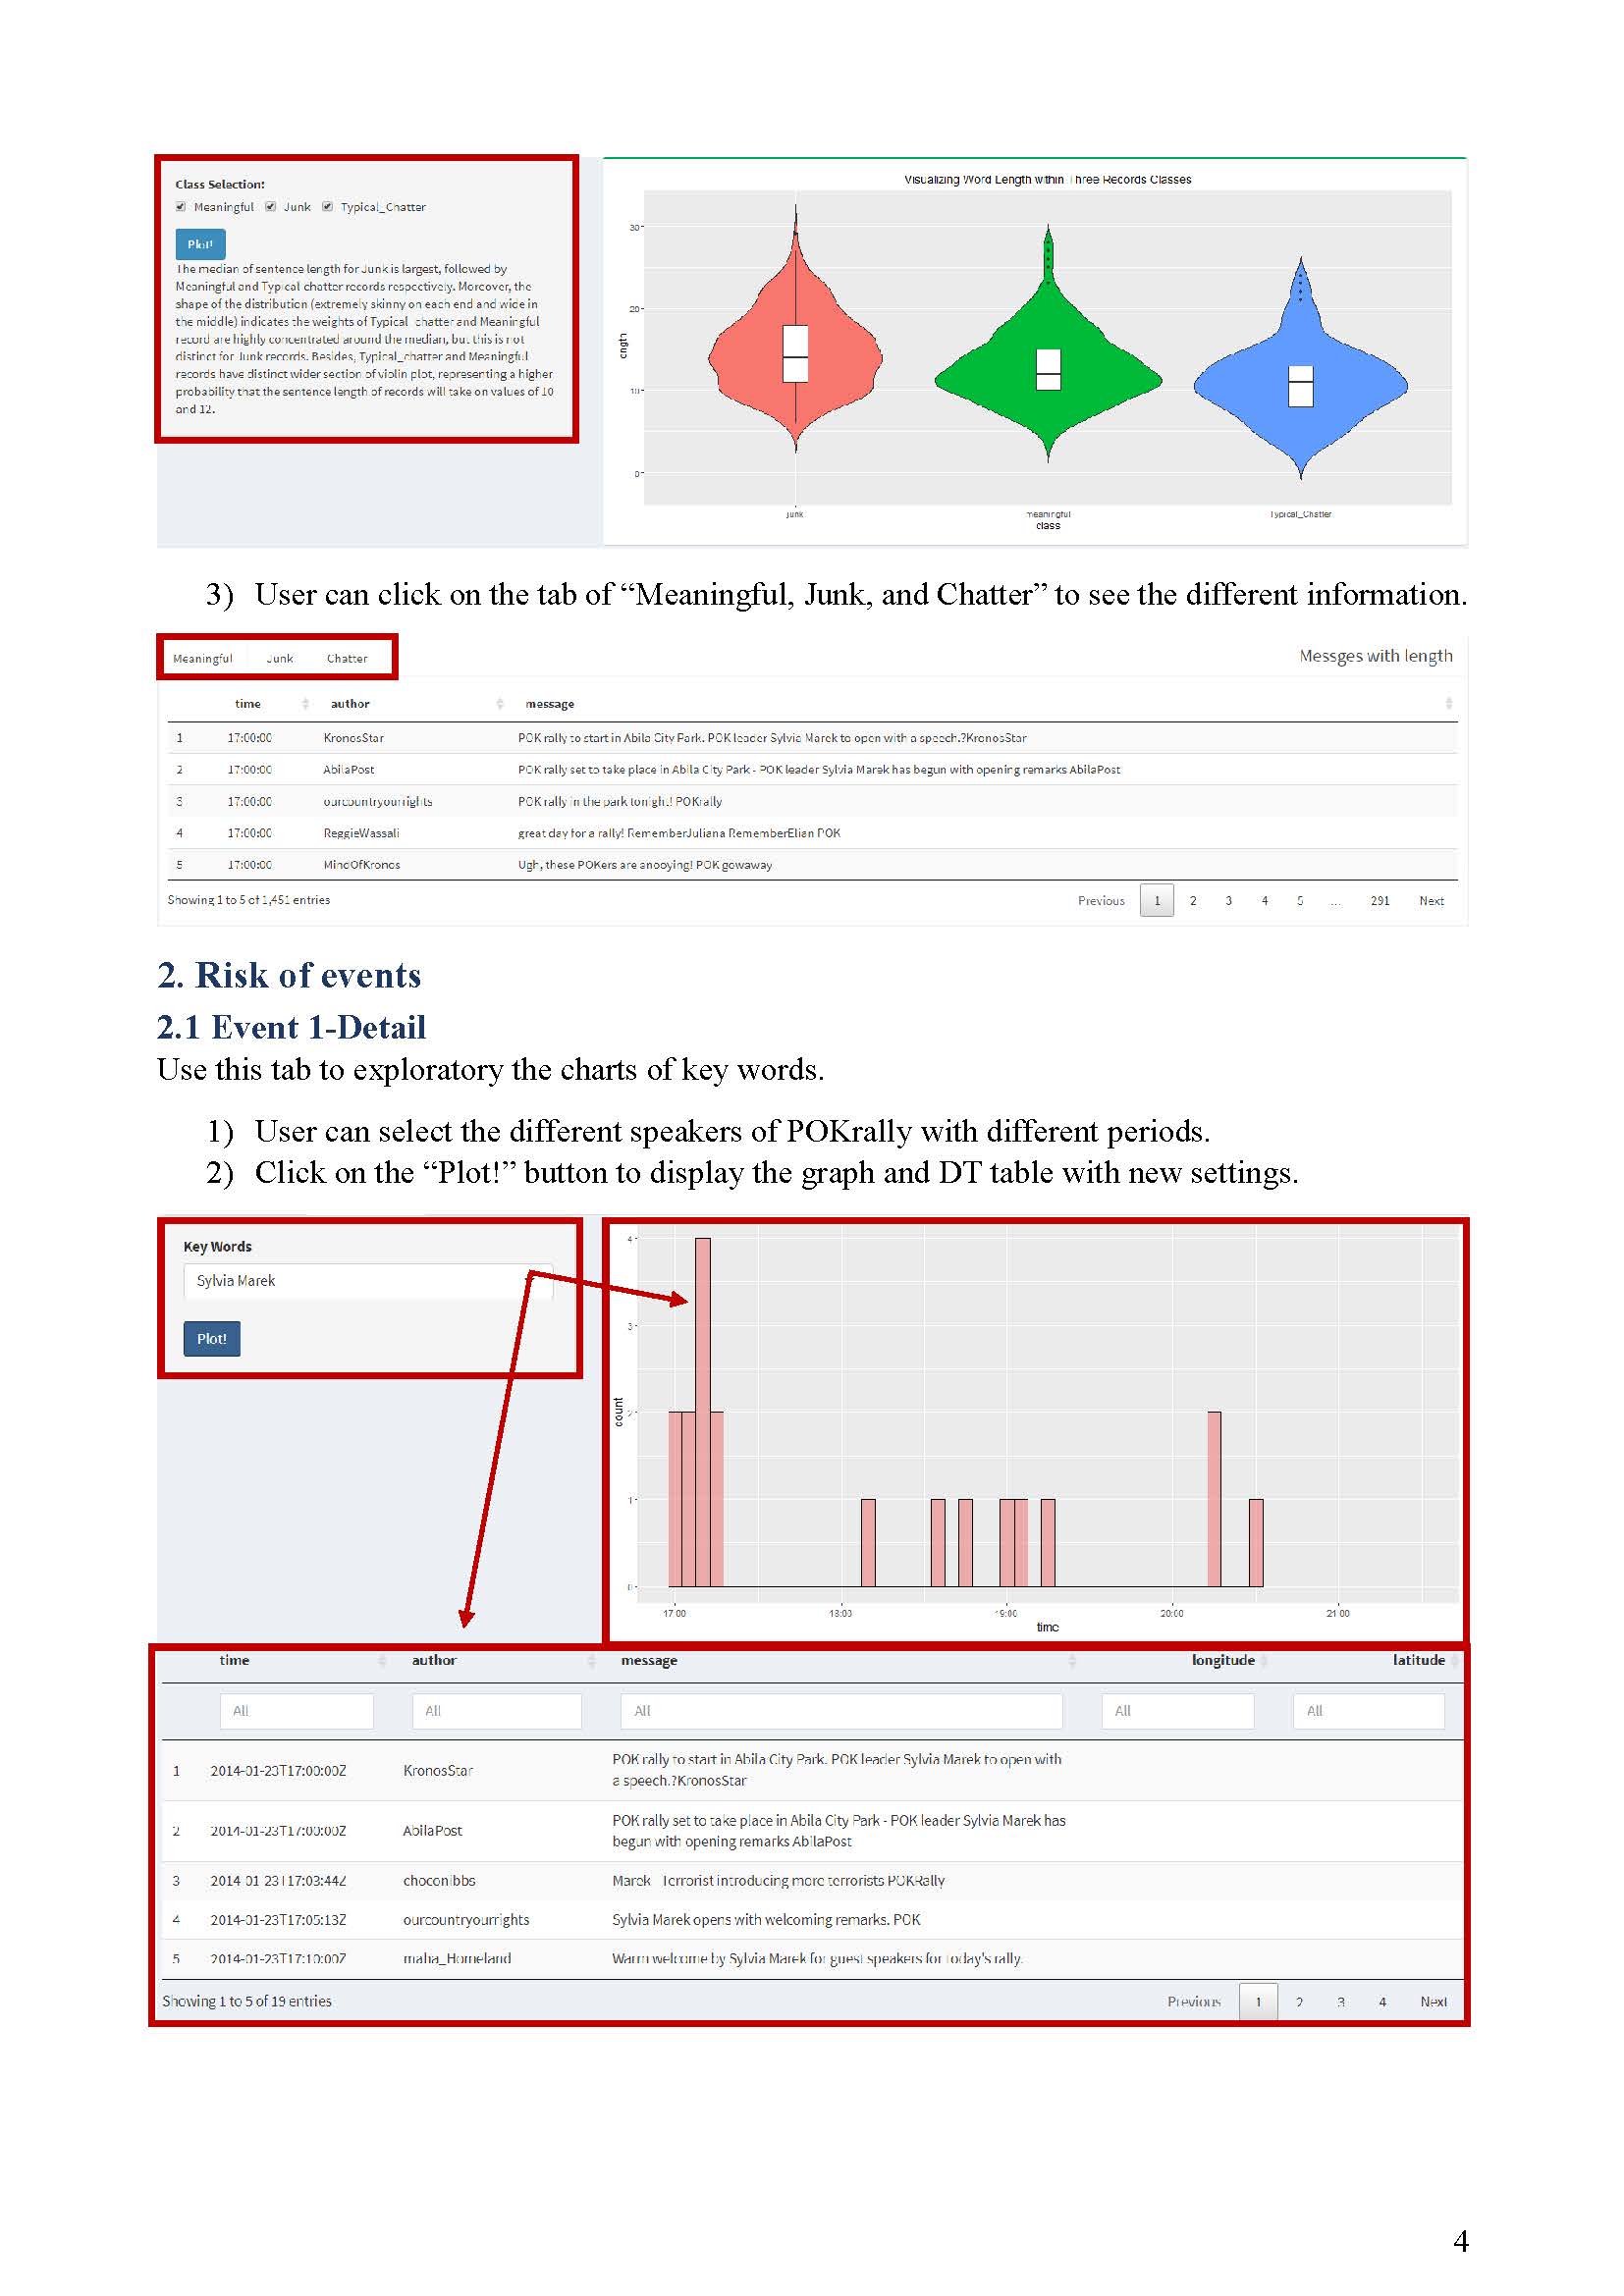 Class Selection:
Meaningful Junk Typical_Chatter
Plot!
The median of sentence length for Junk is largest, followed by
Meaningful and Typical chatter records respectively. Moreover, the
shape of the distribution (extremely skinny on each end and wide in
the middle) indicates the weights of Typical_chatter and Meaningful
record are highly concentrated around the median, but this is not
distinct for Junk records. Besides, Typical_chatter and Meaningful
records have distinct wider section of violin plot, representing a higher
probability that the sentence length of records will take on values of 10
and 12.
Visualizing Word Length within Three Records Classes
30
20
10
0
length
junk meaningful Typical_Chatter
class
3) User can click on the tab of “Meaningful, Junk, and Chatter” to see the different information.
Meaningful Junk Chatter Messges with length
time author message
1 17:00:00 KronosStar POK rally to start in Abila City Park. POK leader Sylvia Marek to open with a speech.?KronosStar
2 17:00:00 AbilaPost POK rally set to take place in Abila City Park - POK leader Sylvia Marek has begun with opening remarks AbilaPost
3 17:00:00 ourcountryourrights POK rally in the park tonight! POKrally
4 17:00:00 ReggieWassali great day for a rally! RememberJuliana RememberElian POK
5 17:00:00 MindOfKronos Ugh, these POKers are anooying! POK gowaway
Showing 1 to 5 of 1,451 entries Previous 1 2 3 4 5 ... 291 Next
2. Risk of events
2.1 Event 1-Detail
Use this tab to exploratory the charts of key words.
1) User can select the different speakers of POKrally with different periods.
2) Click on the “Plot!” button to display the graph and DT table with new settings.
Key Words
Sylvia Marek
Plot!
4
3
2
1
0
count
17:00 18:00 19:00 20:00 21:00
time
time author message longitude latitude
All All All All All
1 2014-01-23T17:00:00Z KronosStar POK rally to start in Abila City Park. POK leader Sylvia Marek to open with
a speech.?KronosStar
2 2014-01-23T17:00:00Z AbilaPost POK rally set to take place in Abila City Park - POK leader Sylvia Marek has
begun with opening remarks AbilaPost
3 2014-01-23T17:03:44Z choconibbs Marek - Terrorist introducing more terrorists POKRally
4 2014-01-23T17:05:13Z ourcountryourrights Sylvia Marek opens with welcoming remarks. POK
5 2014-01-23T17:10:00Z maha_Homeland Warm welcome by Sylvia Marek for guest speakers for today's rally.
Showing 1 to 5 of 19 entries Previous 1 2 3 4 Next
4